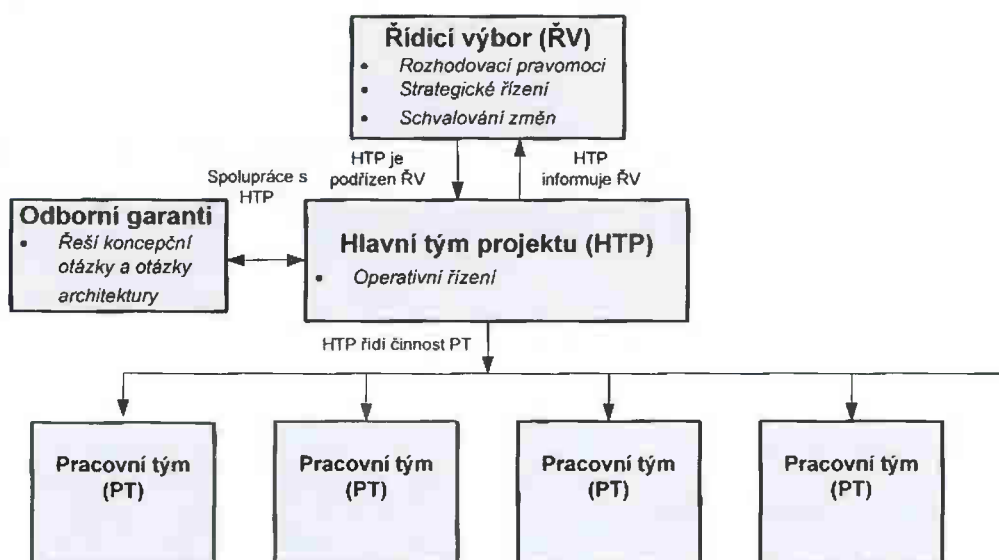 Řídicí výbor (ŘV)
• Rozhodovací pravomoci
• Strategické řízení
• Schvalování změn
HTP je
podřízen ŘV
HTP
informuje ŘV
Spolupráce s
HTP
Odborní garanti
• Řeší koncepční
otázky a otázky
architektury
Hlavní tým projektu (HTP)
• Operativní řízení
HTP řídí činnost PT
Pracovní tým
(PT)
Pracovní tým
(PT)
Pracovní tým
(PT)
Pracovní tým
(PT)